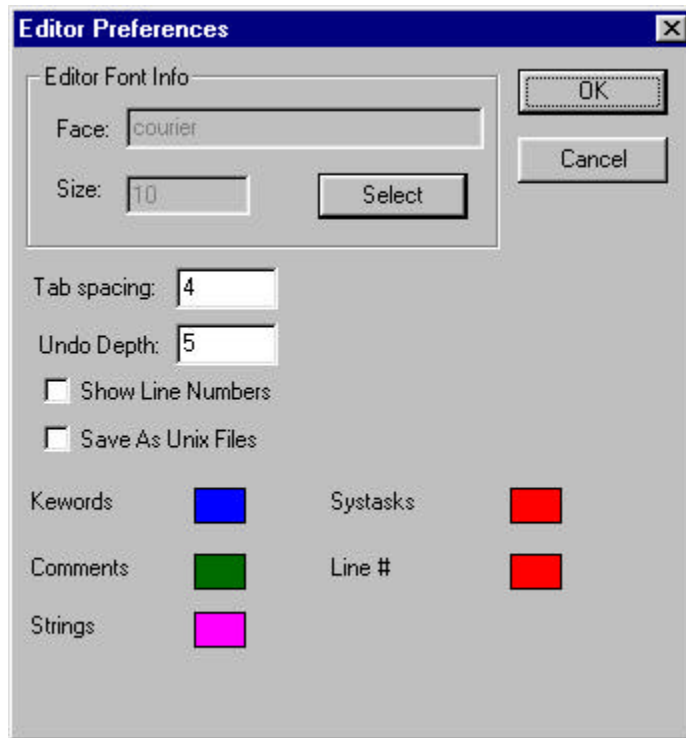 Editor Preferences
Editor Font Info
OK
Face: courier
Cancel
Size: 10
Select
Tab spacing: 4
Undo Depth: 5
Show Line Numbers
Save As Unix Files
Kewords
Systasks
Comments
Line #
Strings